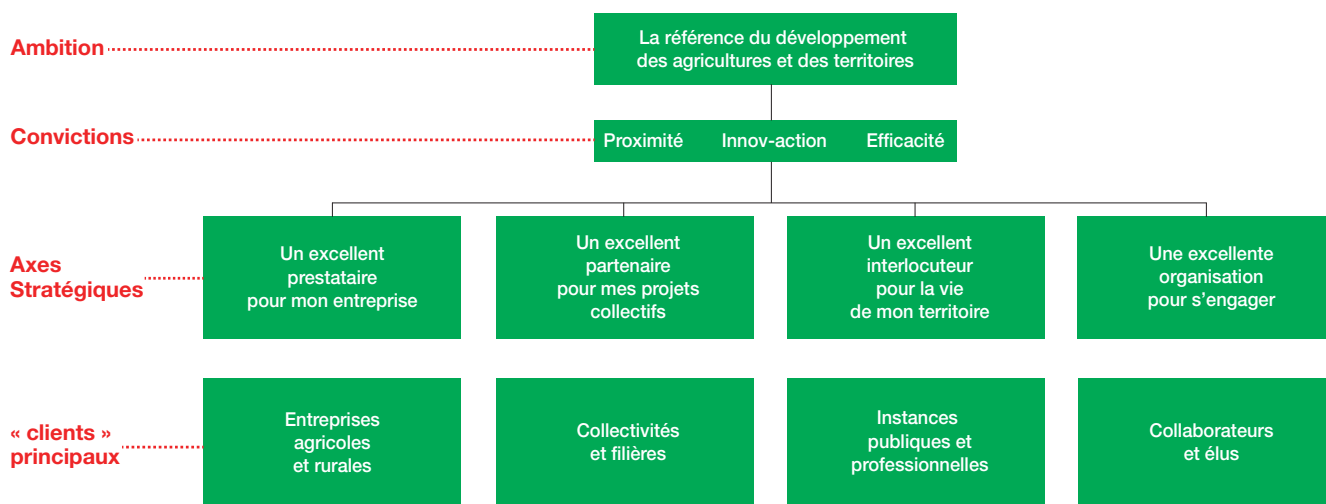 Ambition
La référence du développement
des agricultures et des territoires
Convictions
Proximité Innov-action Efficacité
Axes
Stratégiques
Un excellent
prestataire
pour mon entreprise
Un excellent
partenaire
pour mes projets
collectifs
Un excellent
interlocuteur
pour la vie
de mon territoire
Une excellente
organisation
pour s'engager
« clients »
principaux
Entreprises
agricoles
et rurales
Collectivités
et filières
Instances
publiques et
professionnelles
Collaborateurs
et élus